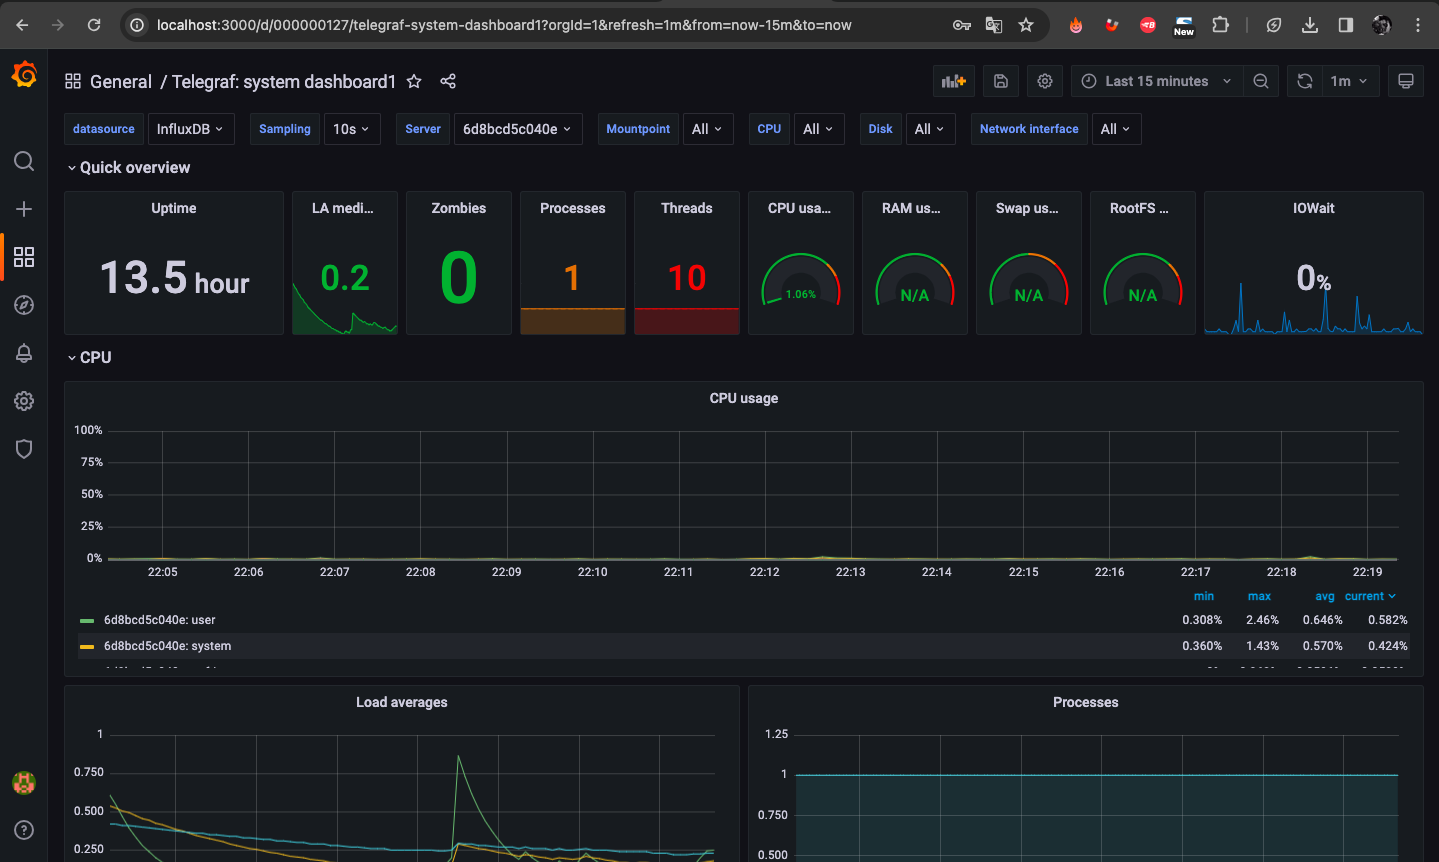 localhost:3000/d/000000127/telegraf-system-dashboard1?orgId=1&refresh=1m&from=now-15m&to=now
New
General / Telegraf: system dashboard1
Last 15 minutes
1m
datasource InfluxDB Sampling 10s Server 6d8bcd5c040e Mountpoint All CPU All Disk All Network interface All
Quick overview
Uptime LA medi... Zombies Processes Threads CPU usa... RAM us... Swap us... RootFS ... IOWait
13.5 hour 0.2 0 1 10 1.06% N/A N/A N/A 0%
CPU
CPU usage
100%
75%
50%
25%
0%
22:05 22:06 22:07 22:08 22:09 22:10 22:11 22:12 22:13 22:14 22:15 22:16 22:17 22:18 22:19
min max avg current
6d8bcd5c040e: user 0.308% 2.46% 0.646% 0.582%
6d8bcd5c040e: system 0.360% 1.43% 0.570% 0.424%
Load averages
1
0.750
0.500
0.250
Processes
1.25
1
0.750
0.500